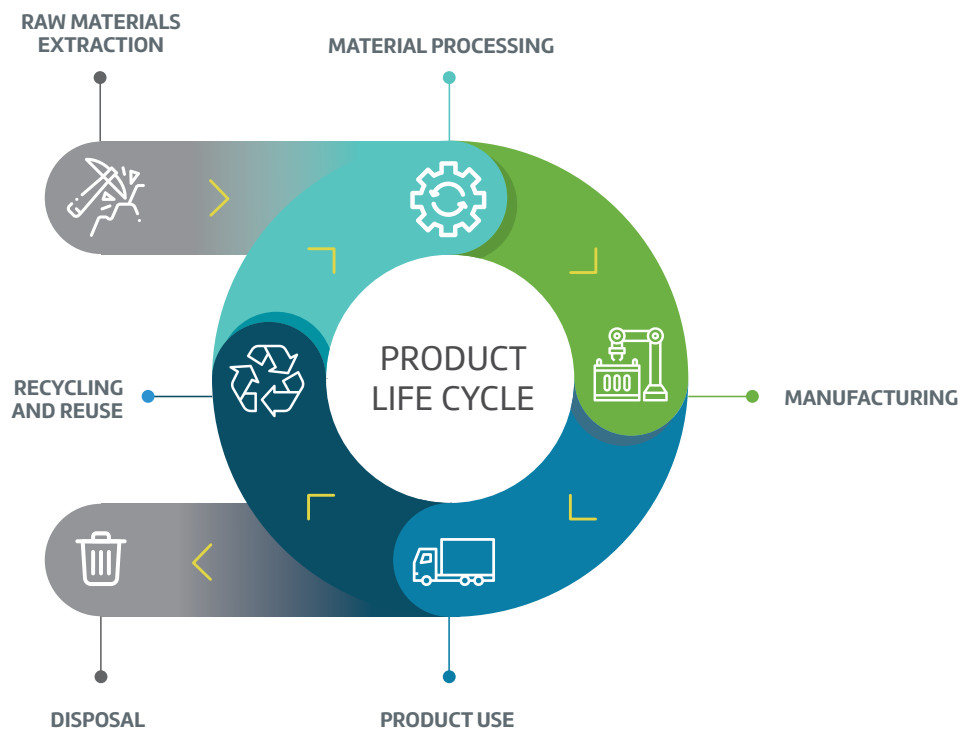 RAW MATERIALS
EXTRACTION
MATERIAL PROCESSING
PRODUCT
LIFE CYCLE
RECYCLING
AND REUSE
MANUFACTURING
DISPOSAL
PRODUCT USE